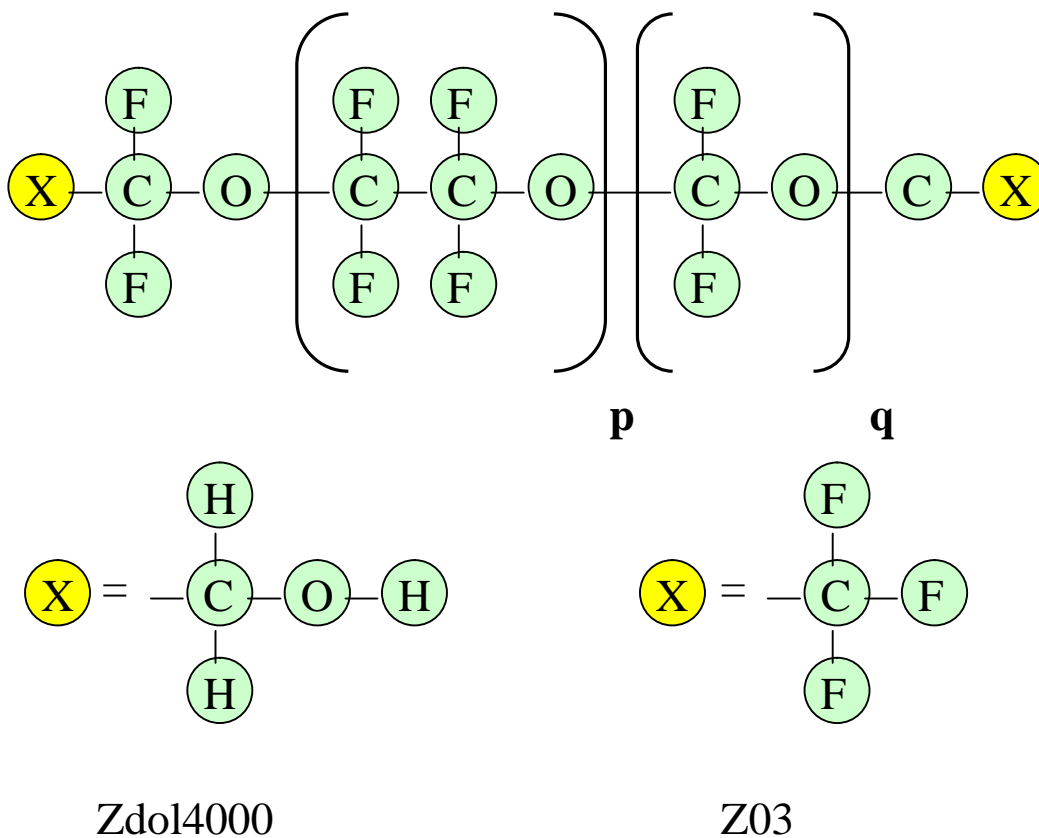 F F F F
X C O C C O C O C X
F F F F
p q
H F
X = C O H X = C F
H F
Zdol4000 Z03